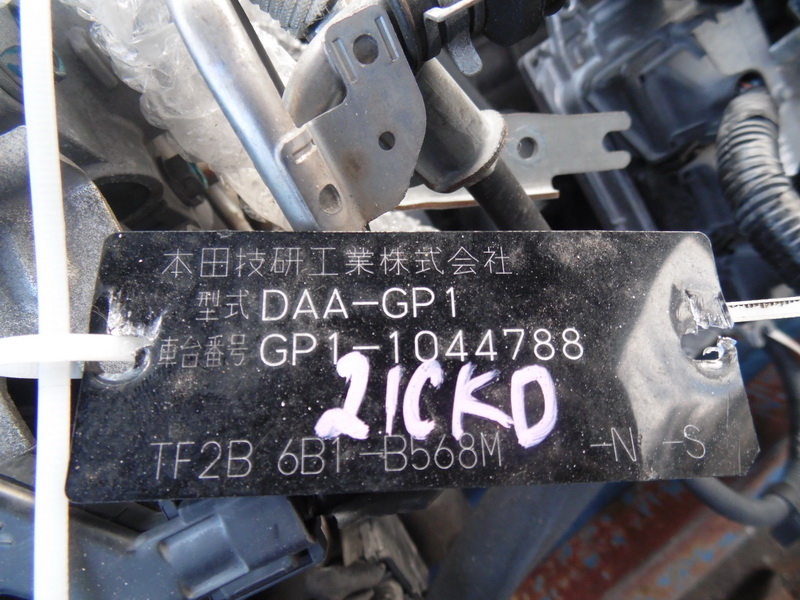 本田技研工業株式会社
型式 DAA-GP1
車台番号 GP1-1044788
21CKD
TF2B 6B1-B568M -N -S